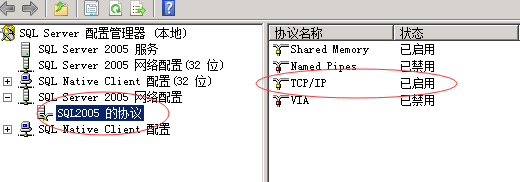 SQL Server 配置管理器 (本地)
SQL Server 2005 服务
SQL Server 2005 网络配置(32 位)
SQL Native Client 配置(32 位)
SQL Server 2005 网络配置
SQL2005 的协议
SQL Native Client 配置
协议名称 状态
Shared Memory 已启用
Named Pipes 已禁用
TCP/IP 已启用
VIA 已禁用